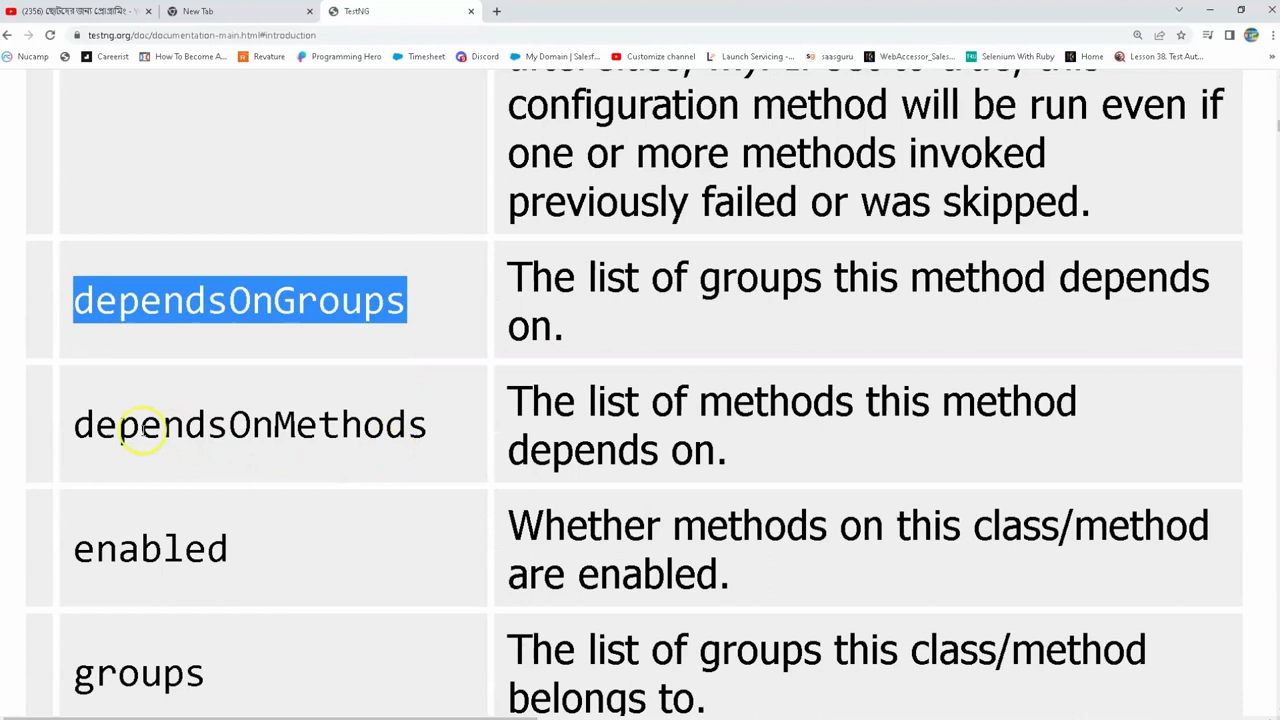 (2356) ছোটদের জন্য প্রোগ্রামিং - Y
New Tab
TestNG
testng.org/doc/documentation-main.html#introduction
Nucamp
Careerist
How To Become A...
Revature
Programming Hero
Timesheet
Discord
My Domain | Salesf...
Customize channel
Launch Servicing -...
saasguru
WebAccessor_Sales...
Selenium With Ruby
Home
Lesson 38. Test Aut...
configuration method will be run even if
one or more methods invoked
previously failed or was skipped.
dependsOnGroups
The list of groups this method depends
on.
dependsOnMethods
The list of methods this method
depends on.
enabled
Whether methods on this class/method
are enabled.
groups
The list of groups this class/method
belongs to.